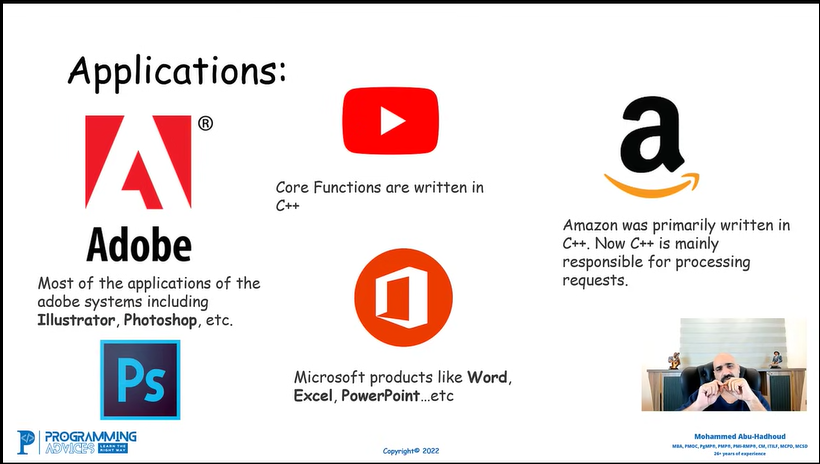 Applications:
®
Adobe
Most of the applications of the
adobe systems including
Illustrator, Photoshop, etc.
Ps
Core Functions are written in
C++
Microsoft products like Word,
Excel, PowerPoint...etc
a
Amazon was primarily written in
C++. Now C++ is mainly
responsible for processing
requests.
PROGRAMMING
ADVICES LEARN THE
RIGHT WAY
Copyright© 2022
Mohammed Abu-Hadhoud
MBA, PMOC, PgMP®, PMP®, PMI-RMP®, CM, ITILF, MCPD, MCSD
26+ years of experience